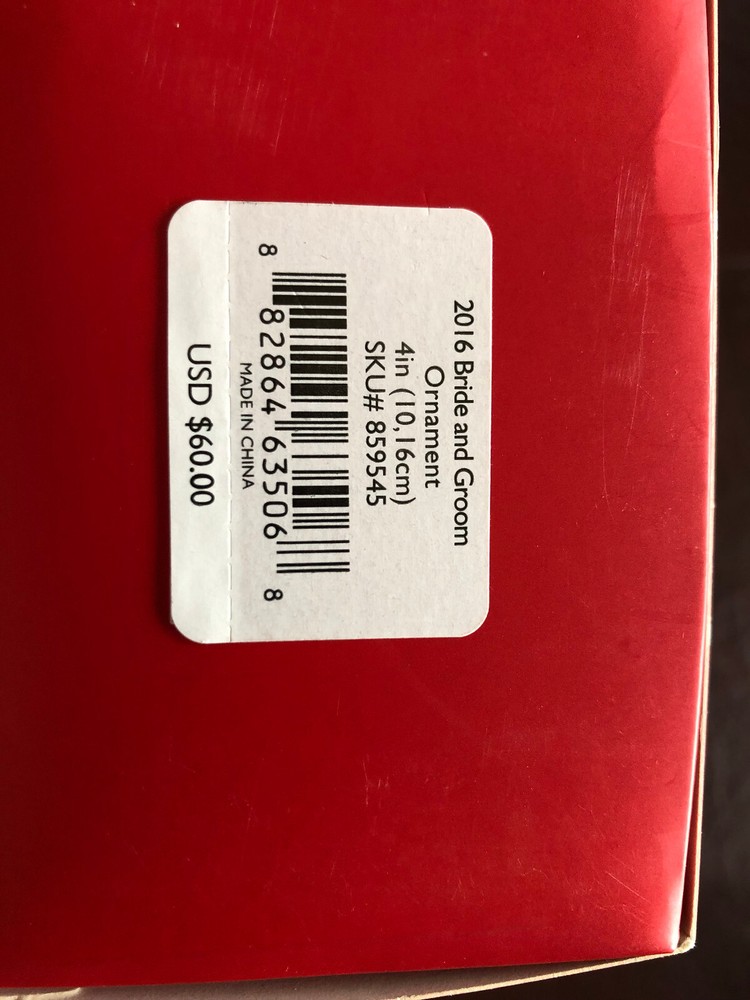 2016 Bride and Groom
Ornament
4in (10,16cm)
SKU# 859545
8 82864 63506 8
MADE IN CHINA
USD $60.00